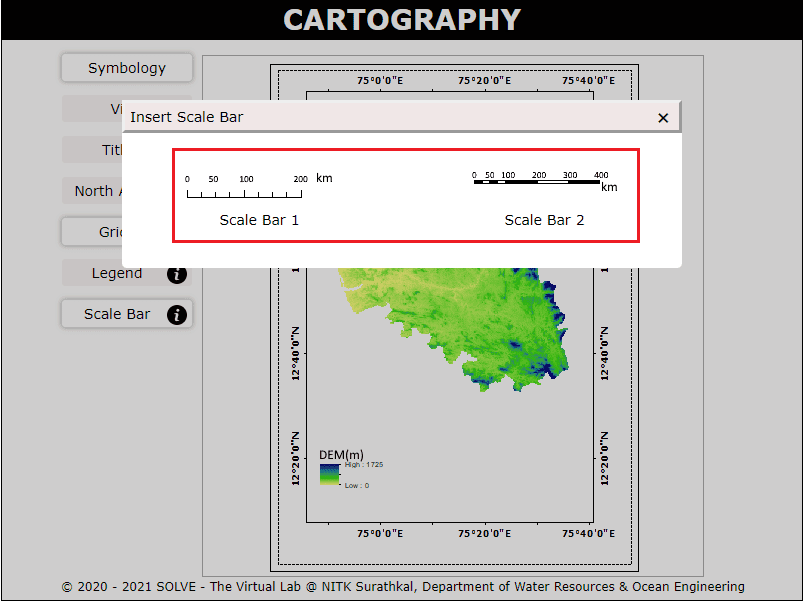 CARTOGRAPHY
Symbology
75°0'0"E 75°20'0"E 75°40'0"E
Insert Scale Bar ×
Vi
Titl
North A
Grid
Legend i
Scale Bar i
0 50 100 200 km
Scale Bar 1
0 50 100 200 300 400
km
Scale Bar 2
12°40'0"N 12°40'0"N
12°20'0"N 12°20'0"N
DEM(m)
High : 1725
Low : 0
75°0'0"E 75°20'0"E 75°40'0"E
© 2020 - 2021 SOLVE - The Virtual Lab @ NITK Surathkal, Department of Water Resources & Ocean Engineering